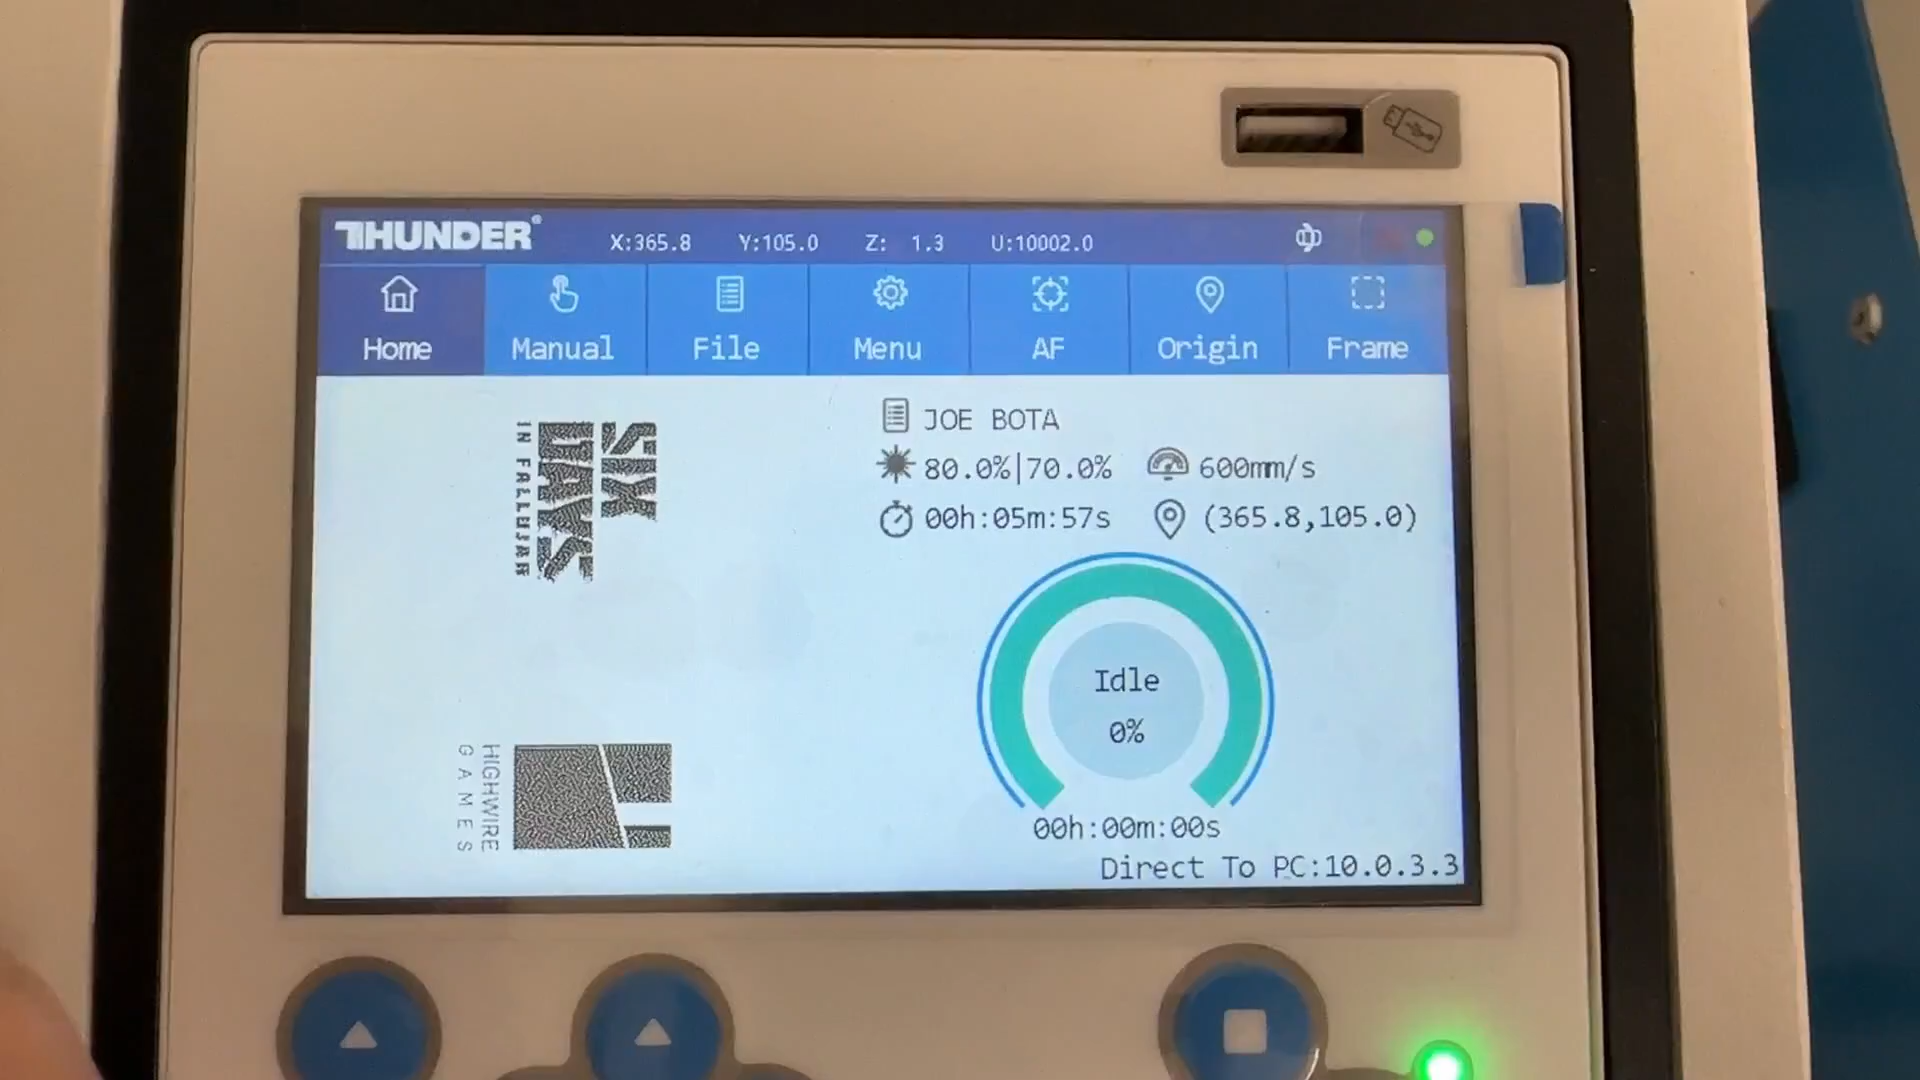 THUNDER®
X:365.8 Y:105.0 Z: 1.3 U:10002.0
Home Manual File Menu AF Origin Frame
JOE BOTA
80.0%|70.0% 600mm/s
00h:05m:57s (365.8,105.0)
SIX
DAYS
IN FALLUJAH
Idle
0%
00h:00m:00s
HIGHWIRE
GAMES
Direct To PC:10.0.3.3